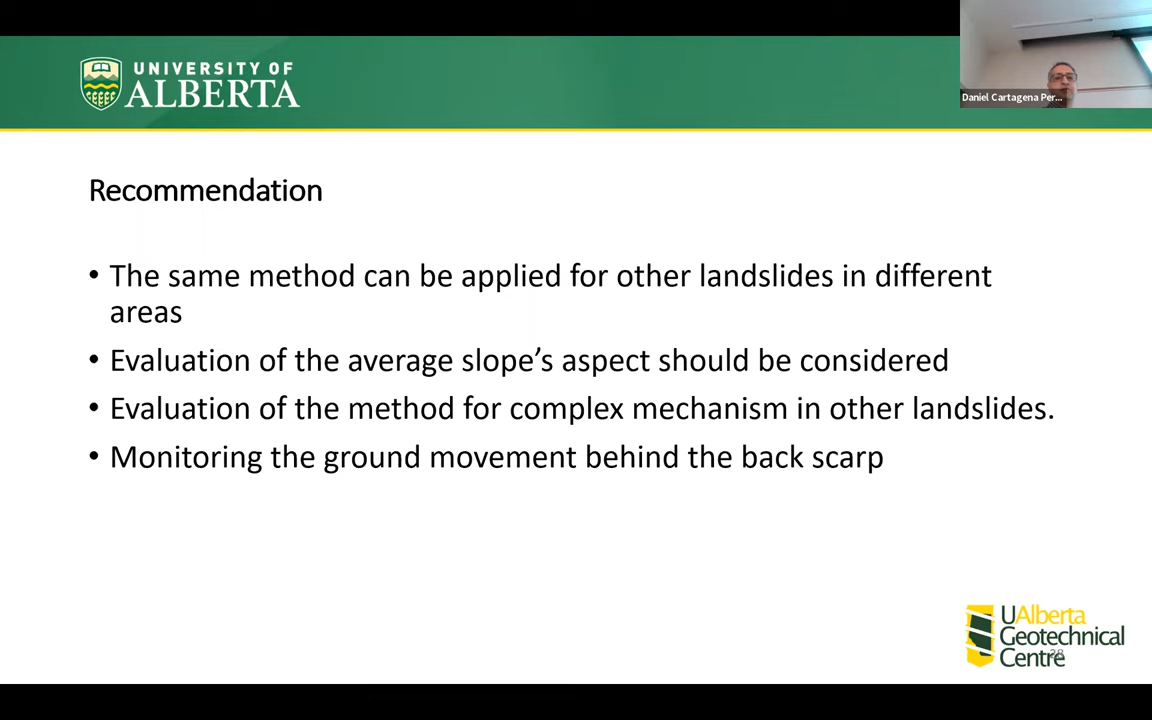 UNIVERSITY OF
ALBERTA
Daniel Cartagena Per...
Recommendation
• The same method can be applied for other landslides in different
areas
• Evaluation of the average slope’s aspect should be considered
• Evaluation of the method for complex mechanism in other landslides.
• Monitoring the ground movement behind the back scarp
UAlberta
Geotechnical
Centre
28